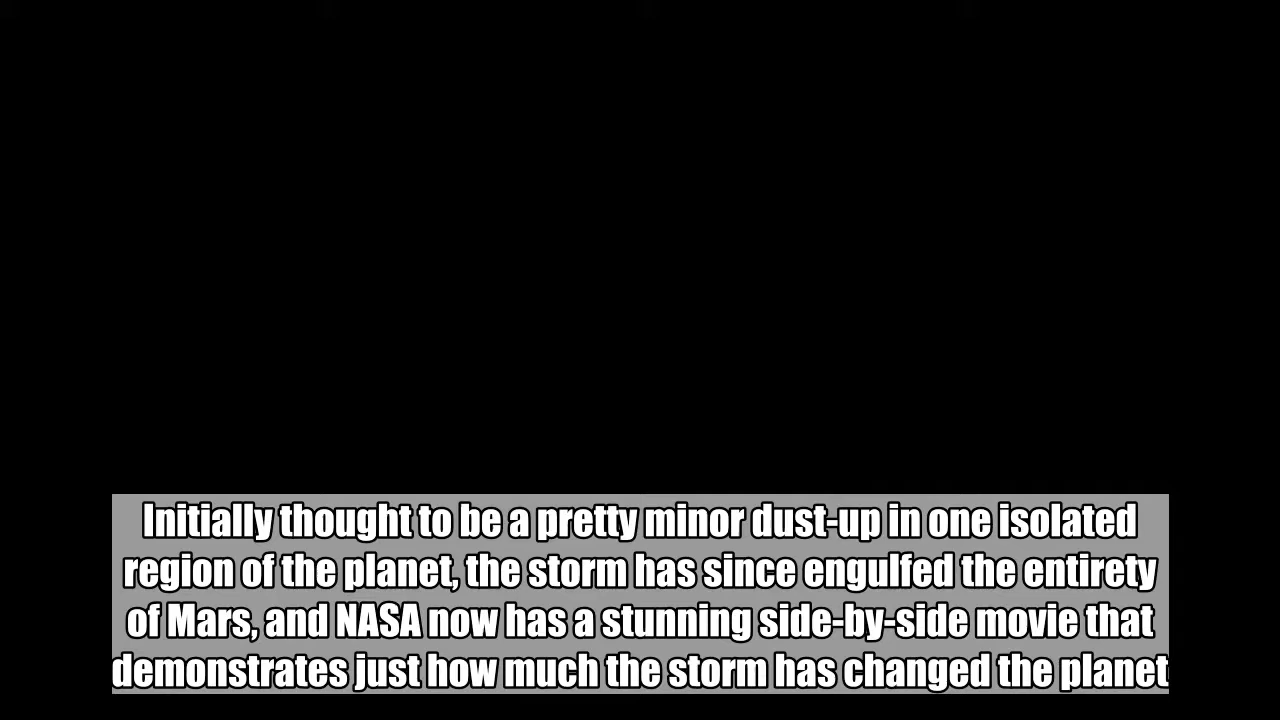 Initially thought to be a pretty minor dust-up in one isolated
region of the planet, the storm has since engulfed the entirety
of Mars, and NASA now has a stunning side-by-side movie that
demonstrates just how much the storm has changed the planet